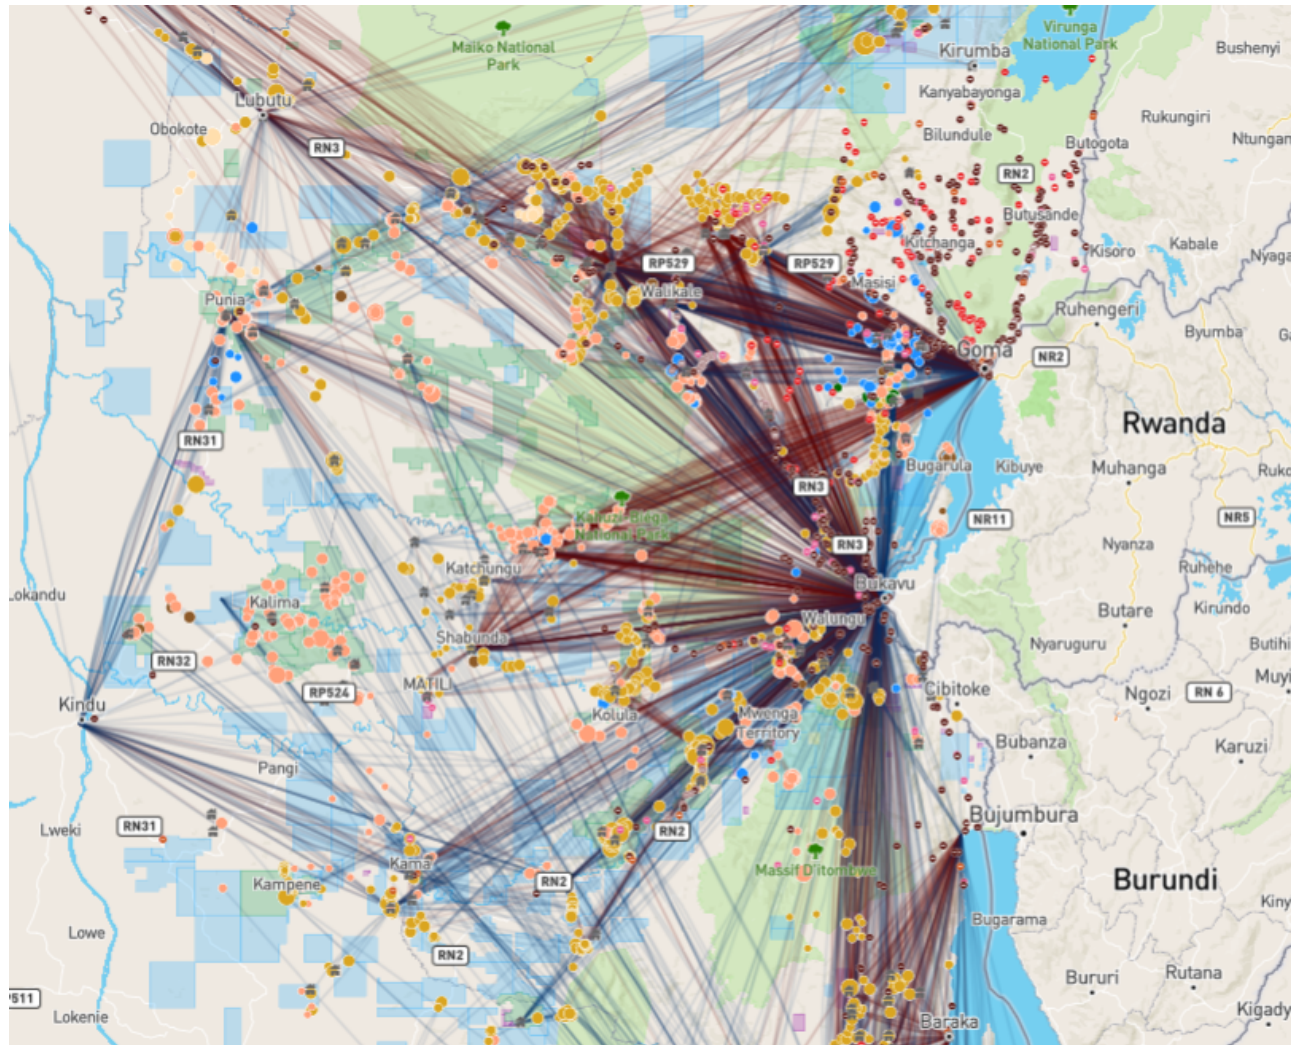 Virunga
National Park
Maiko National
Park
Kirumba
Bushenyi
Kanyabayonga
Lubutu
Rukungiri
Obokote
Bilundule
Butogota
Ntungan
RN3
RN2
Butusande
Kitchanga
Kisoro
Kabale
Nyaga
RP529
RP529
Masisi
Walikale
Punia
Ruhengeri
Byumba
Goma
NR2
Rwanda
RN31
Bugarula
Kibuye
Muhanga
Ruko
RN3
Kahuzi-Biega
National Park
NR11
NR5
RN3
Nyanza
Katchungu
Bukavu
Ruhehe
Lokandu
Kalima
Butare
Kirundo
Walungu
Shabunda
Nyaruguru
Butihi
RN32
MATILI
RP524
Cibitoke
Ngozi
RN 6
Muyi
Kindu
Kolula
Mwenga
Territory
Bubanza
Karuzi
Pangi
Bujumbura
RN31
Lweki
RN2
Kama
Massif D'itombwe
Kampene
RN2
Burundi
Kiny
Bugarama
Lowe
RN2
Bururi
Rutana
511
Lokenie
Baraka
Kigady